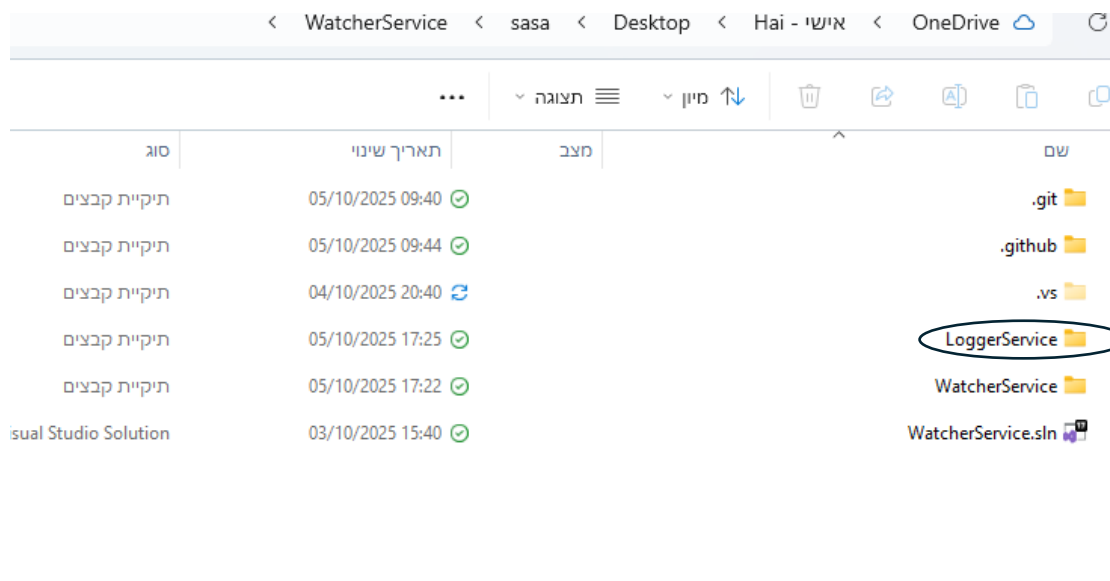 OneDrive < Hai - אישי < Desktop < sasa < WatcherService <
מיון תצוגה ...
שם מצב תאריך שינוי סוג
.git 05/10/2025 09:40 תיקיית קבצים
.github 05/10/2025 09:44 תיקיית קבצים
.vs 04/10/2025 20:40 תיקיית קבצים
LoggerService 05/10/2025 17:25 תיקיית קבצים
WatcherService 05/10/2025 17:22 תיקיית קבצים
WatcherService.sln 03/10/2025 15:40 isual Studio Solution